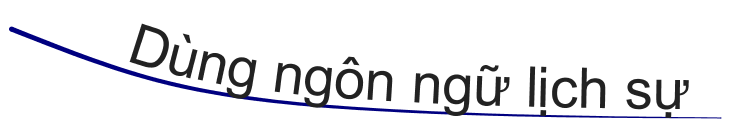 Dùng ngôn ngữ lịch sự